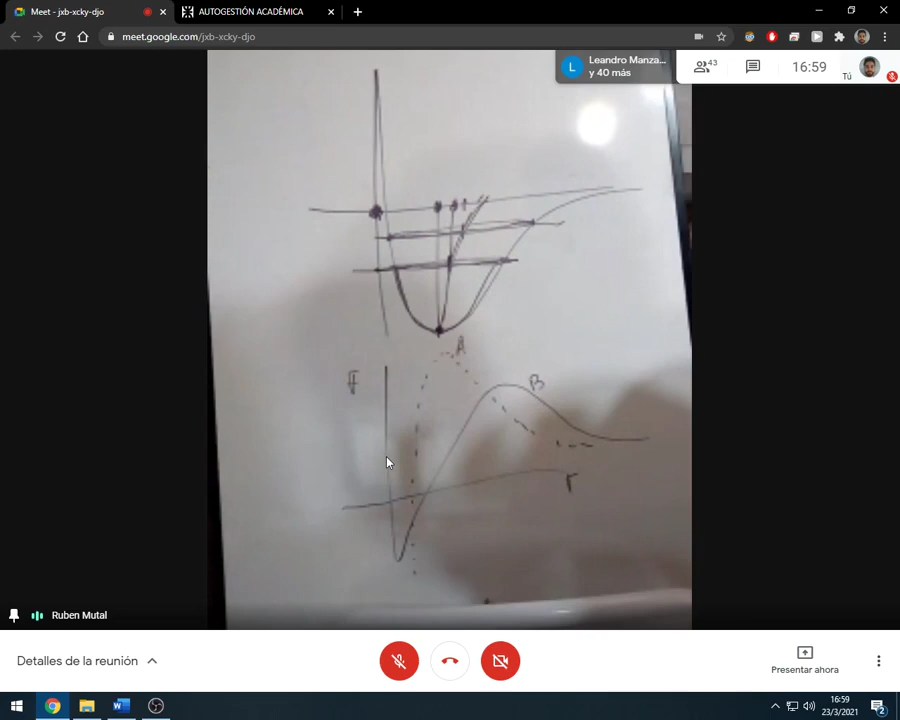 Meet - jxb-xcky-djo
AUTOGESTIÓN ACADÉMICA
meet.google.com/jxb-xcky-djo
L
Leandro Manza...
y 40 más
43
16:59
Tú
A
F
B
r
Ruben Mutal
Detalles de la reunión
Presentar ahora
16:59
23/3/2021
2